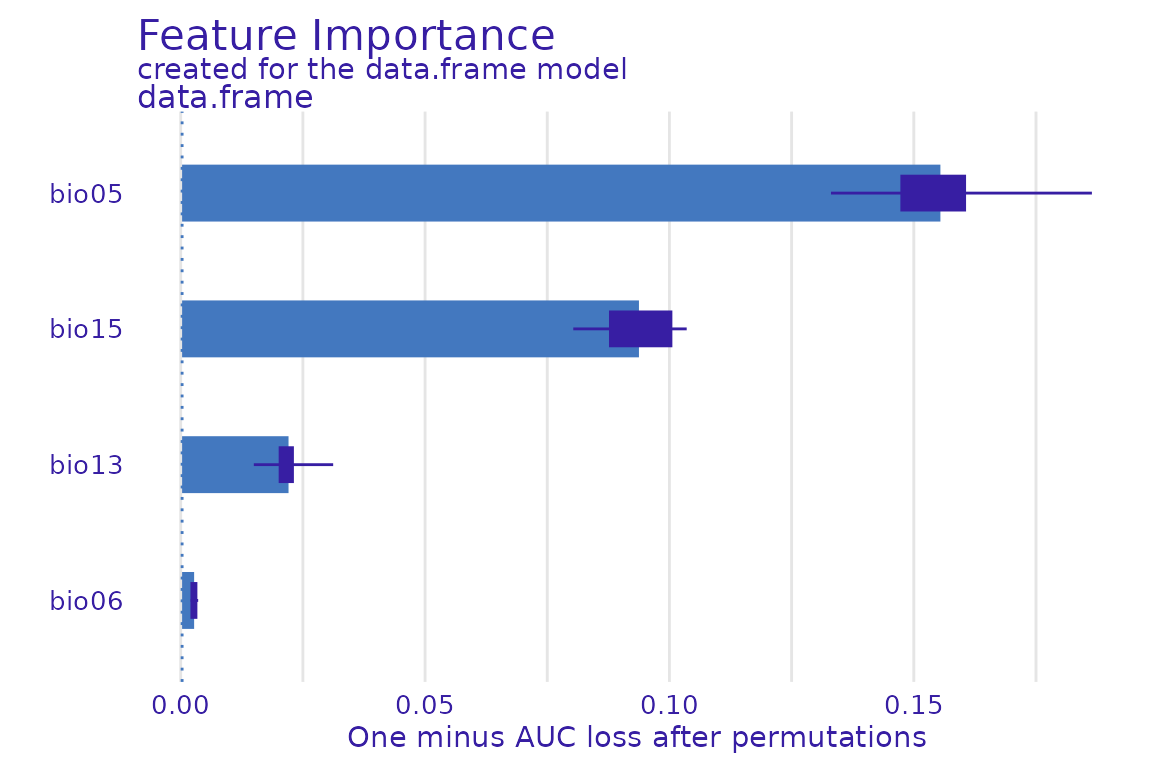 Feature Importance
created for the data.frame model
data.frame
bio05
bio15
bio13
bio06
0.00 0.05 0.10 0.15
One minus AUC loss after permutations